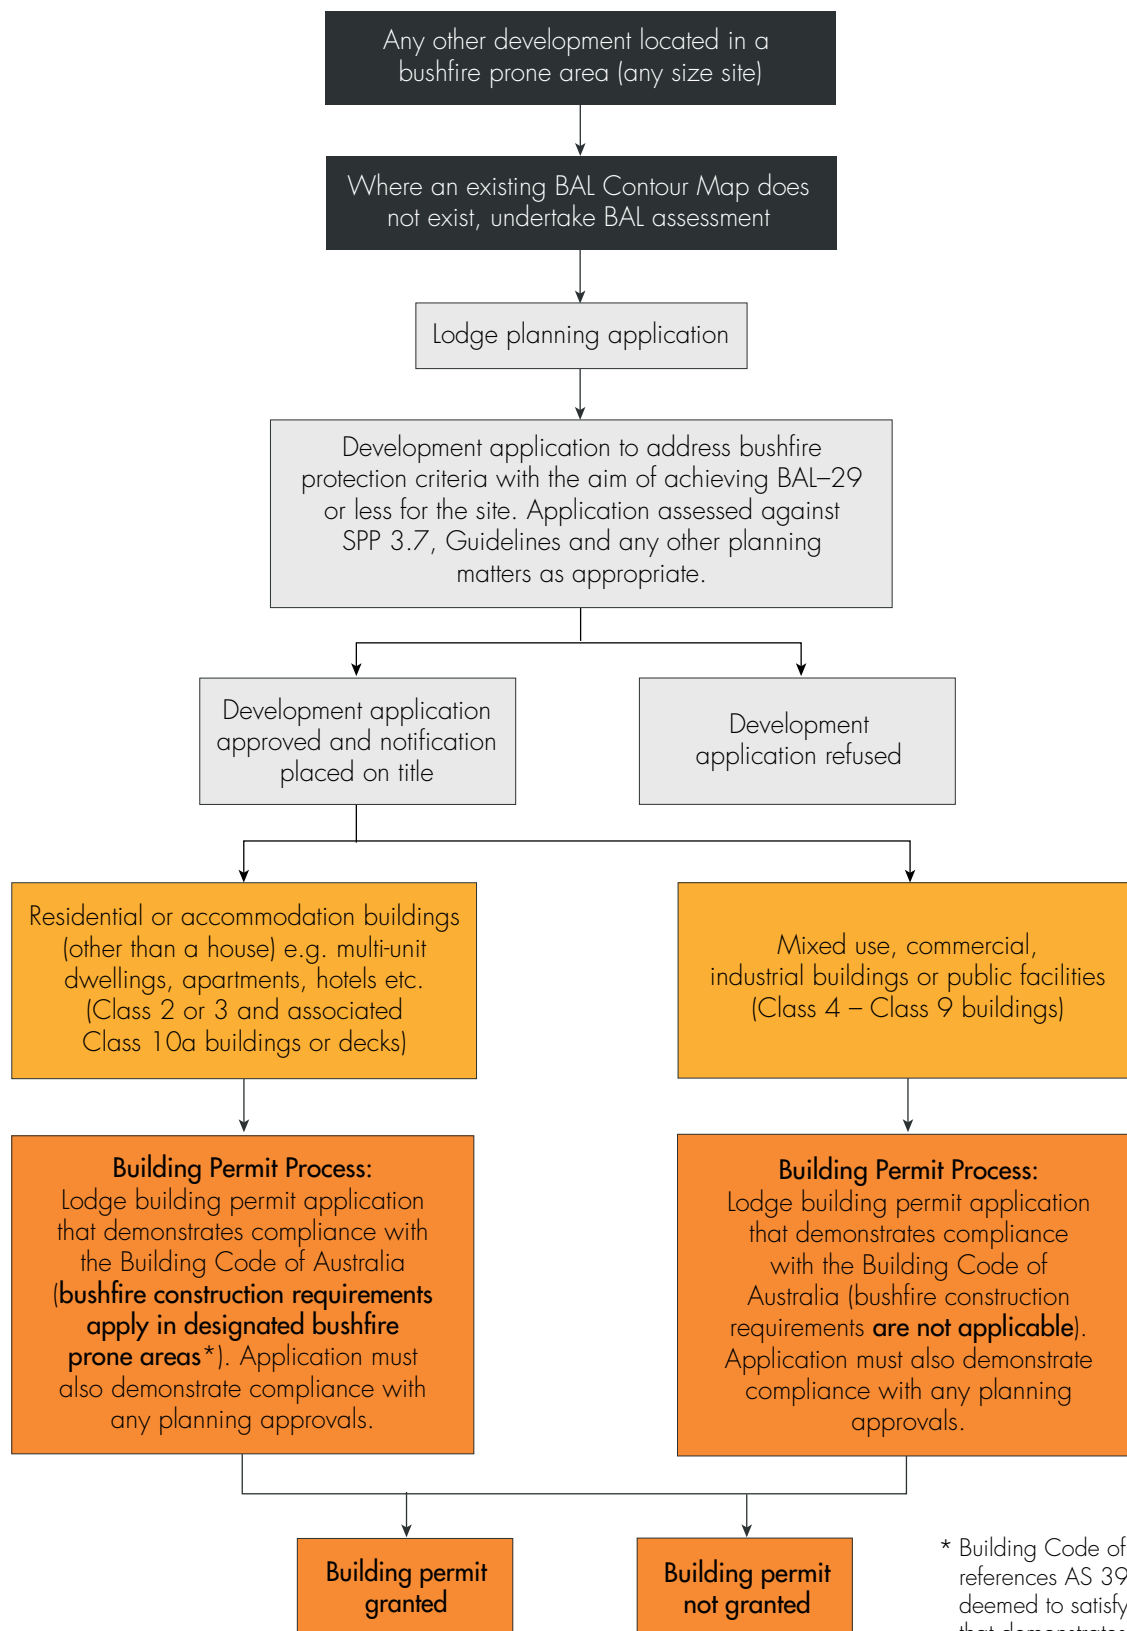 Any other development located in a
bushfire prone area (any size site)
Where an existing BAL Contour Map does
not exist, undertake BAL assessment
Lodge planning application
Development application to address bushfire
protection criteria with the aim of achieving BAL–29
or less for the site. Application assessed against
SPP 3.7, Guidelines and any other planning
matters as appropriate.
Development application
approved and notification
placed on title
Development
application refused
Residential or accommodation buildings
(other than a house) e.g. multi-unit
dwellings, apartments, hotels etc.
(Class 2 or 3 and associated
Class 10a buildings or decks)
Mixed use, commercial,
industrial buildings or public facilities
(Class 4 – Class 9 buildings)
Building Permit Process:
Lodge building permit application
that demonstrates compliance with
the Building Code of Australia
(bushfire construction requirements
apply in designated bushfire
prone areas*). Application must
also demonstrate compliance with
any planning approvals.
Building Permit Process:
Lodge building permit application
that demonstrates compliance
with the Building Code of
Australia (bushfire construction
requirements are not applicable).
Application must also demonstrate
compliance with any planning
approvals.
Building permit
granted
Building permit
not granted
* Building Code of
references AS 39
deemed to satisfy
that demonstrates